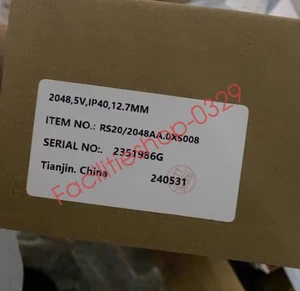 2048,5V,IP40,12.7MM
ITEM NO.: RS20/2048AA.0XS008
SERIAL NO:. 2351986G
Tianjin. China 240531
Facilitieshop-0329